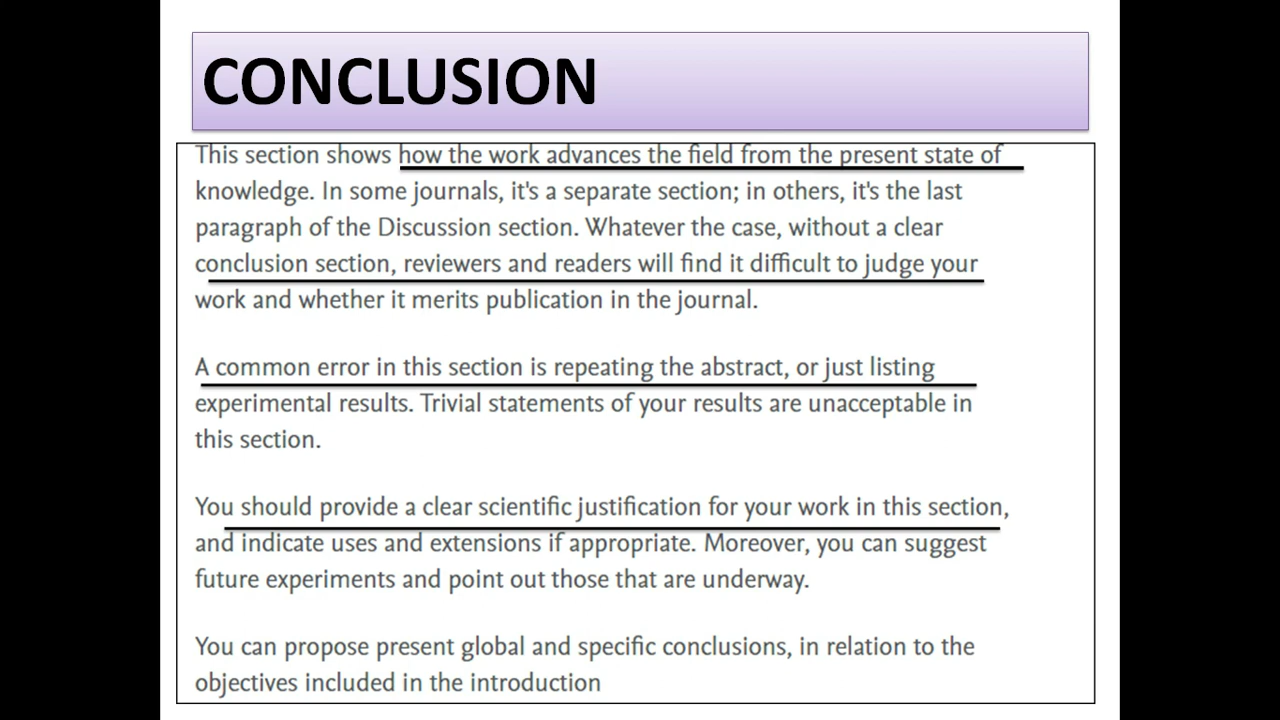 CONCLUSION
This section shows how the work advances the field from the present state of
knowledge. In some journals, it's a separate section; in others, it's the last
paragraph of the Discussion section. Whatever the case, without a clear
conclusion section, reviewers and readers will find it difficult to judge your
work and whether it merits publication in the journal.
A common error in this section is repeating the abstract, or just listing
experimental results. Trivial statements of your results are unacceptable in
this section.
You should provide a clear scientific justification for your work in this section,
and indicate uses and extensions if appropriate. Moreover, you can suggest
future experiments and point out those that are underway.
You can propose present global and specific conclusions, in relation to the
objectives included in the introduction